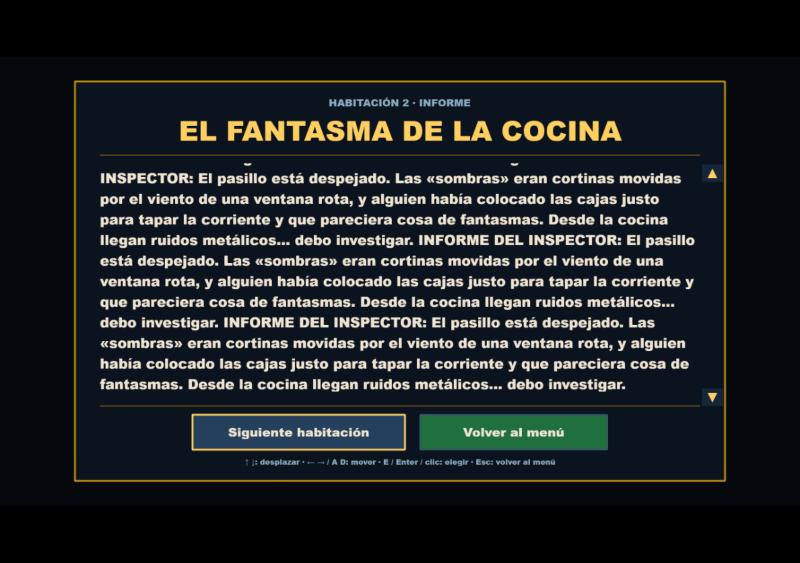 HABITACIÓN 2 · INFORME
EL FANTASMA DE LA COCINA
INSPECTOR: El pasillo está despejado. Las «sombras» eran cortinas movidas
por el viento de una ventana rota, y alguien había colocado las cajas justo
para tapar la corriente y que pareciera cosa de fantasmas. Desde la cocina
llegan ruidos metálicos... debo investigar. INFORME DEL INSPECTOR: El pasillo
está despejado. Las «sombras» eran cortinas movidas por el viento de una
ventana rota, y alguien había colocado las cajas justo para tapar la corriente y
que pareciera cosa de fantasmas. Desde la cocina llegan ruidos metálicos...
debo investigar. INFORME DEL INSPECTOR: El pasillo está despejado. Las
«sombras» eran cortinas movidas por el viento de una ventana rota, y alguien
había colocado las cajas justo para tapar la corriente y que pareciera cosa de
fantasmas. Desde la cocina llegan ruidos metálicos... debo investigar.
Siguiente habitación
Volver al menú
↑ ↓: desplazar · ← → / A D: mover · E / Enter / clic: elegir · Esc: volver al menú